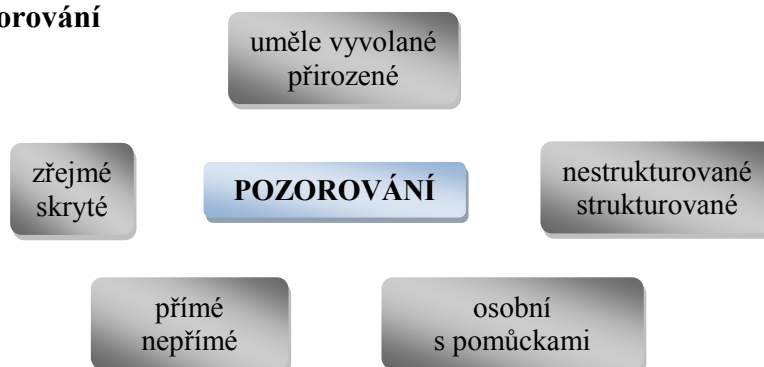 orování
uměle vyvolané
přirozené
zřejmé
skryté
POZOROVÁNÍ
nestrukturované
strukturované
přímé
nepřímé
osobní
s pomůckami